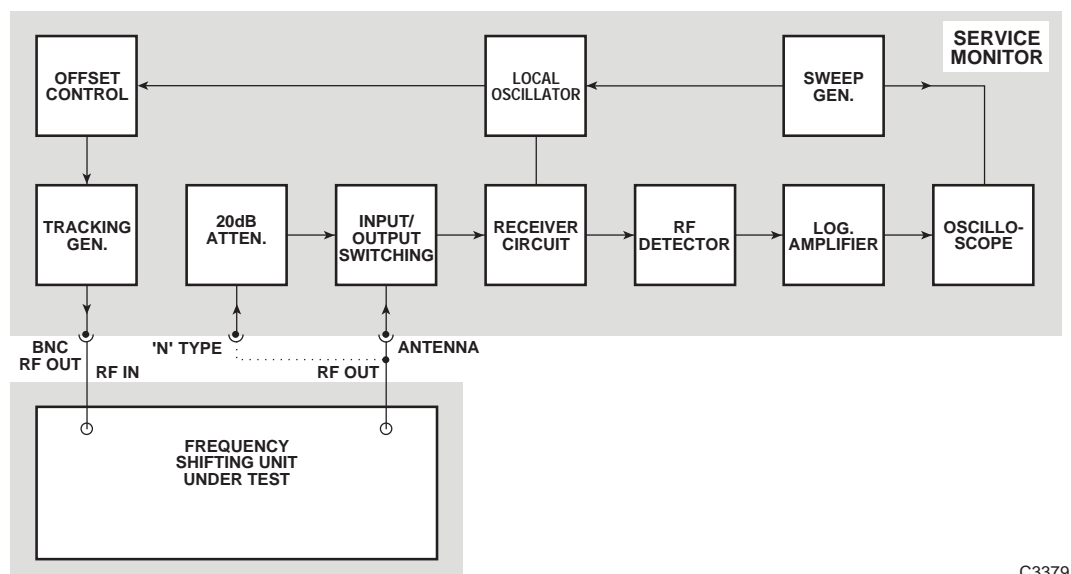 SERVICE
MONITOR
OFFSET
CONTROL
LOCAL
OSCILLATOR
SWEEP
GEN.
TRACKING
GEN.
20dB
ATTEN.
INPUT/
OUTPUT
SWITCHING
RECEIVER
CIRCUIT
RF
DETECTOR
LOG.
AMPLIFIER
OSCILLO-
SCOPE
BNC
RF OUT
RF IN
'N' TYPE
RF OUT
ANTENNA
FREQUENCY
SHIFTING UNIT
UNDER TEST
C3379